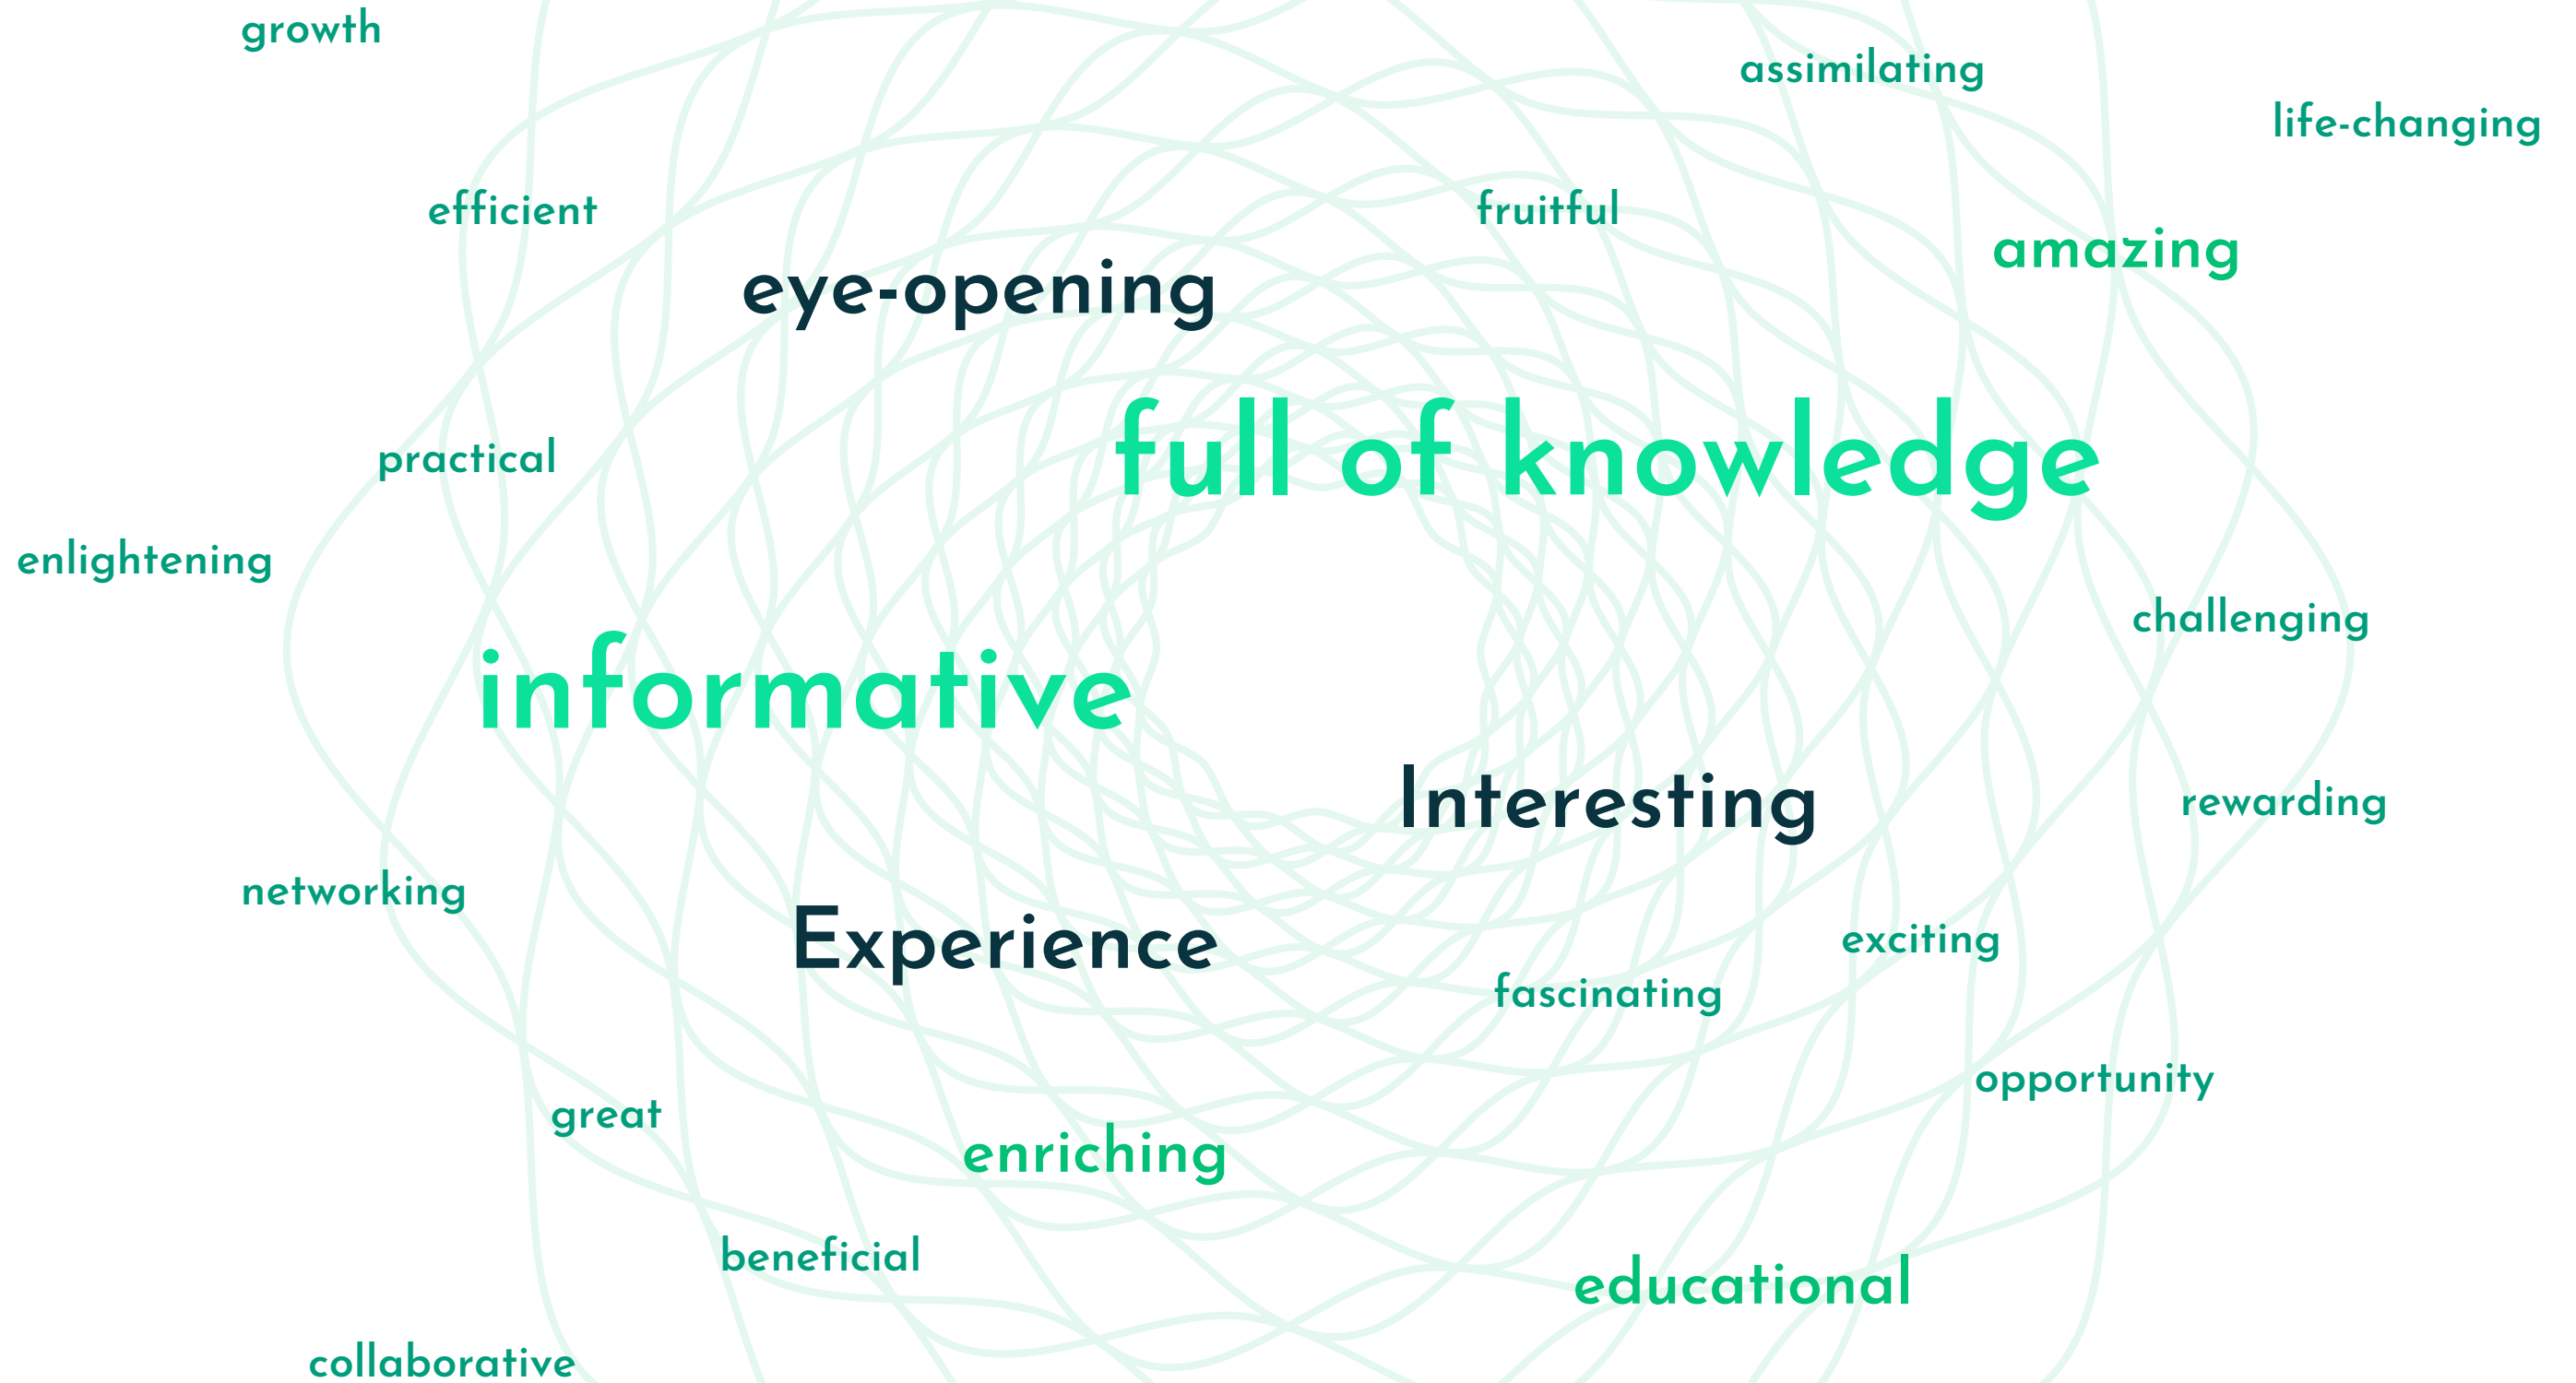 growth
assimilating
life-changing
efficient
fruitful
amazing
eye-opening
full of knowledge
practical
enlightening
challenging
informative
Interesting
rewarding
networking
Experience
exciting
fascinating
opportunity
great
enriching
beneficial
educational
collaborative